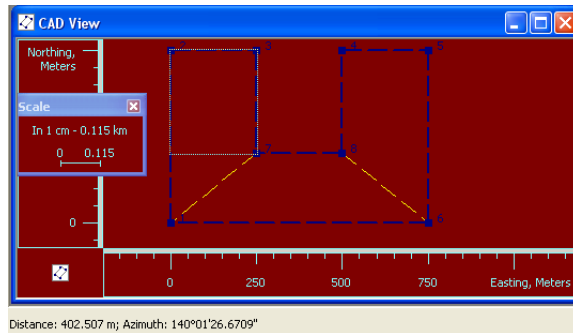 CAD View
Northing,
Meters
2 3 4 5
Scale
In 1 cm - 0.115 km
0 0.115
7 8
0
1 6
0 250 500 750 Easting, Meters
Distance: 402.507 m; Azimuth: 140°01'26.6709"